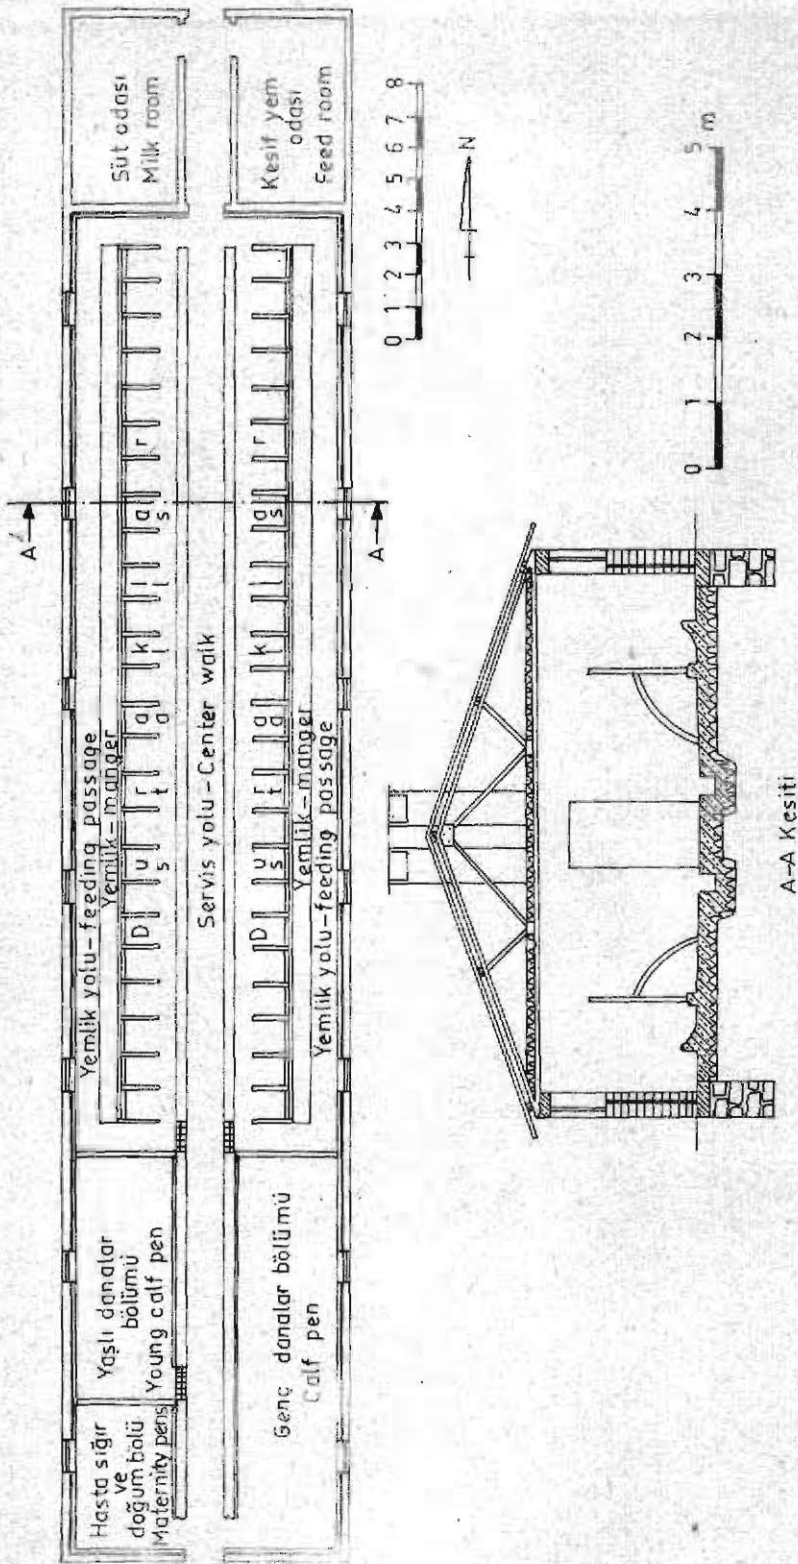 Hasta sığır
ve
doğum bölü
Maternity pens
Yaşlı danalar
bölümü
Young calf pen
Genç danalar bölümü
Calf pen
Yemlik yolu-feeding passage
Yemlik-manger
Duraklar
sıra
Servis yolu-Center walk
Duraklar
Yemlik-manger
Yemlik yolu-feeding passage
Süt odası
Milk room
Kesif yem
odası
Feed room
A
A
0 1 2 3 4 5 6 7 8
N
0 1 2 3 4 5 m
A-A Kesiti